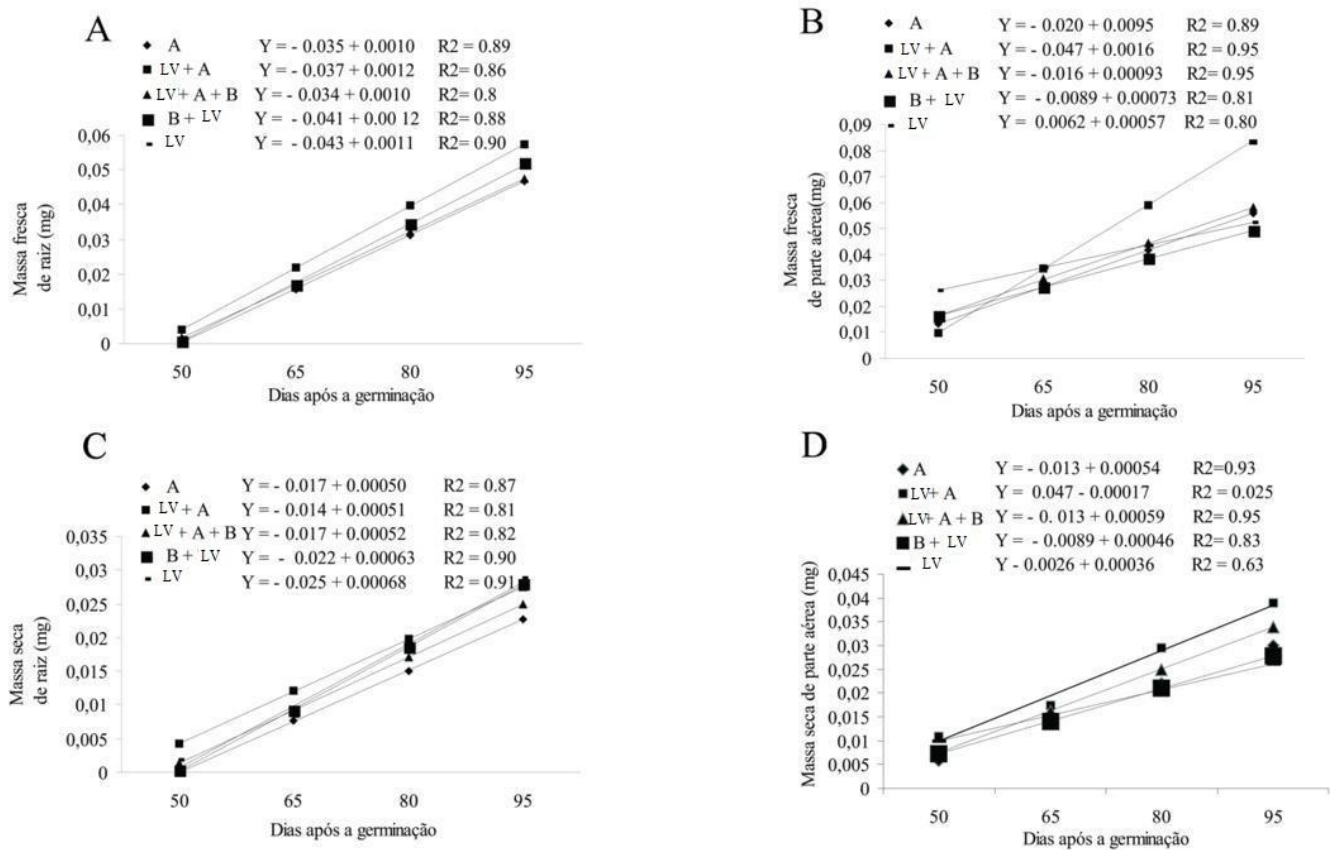 A
A Y = - 0.035 + 0.0010 R2 = 0.89
LV + A Y = - 0.037 + 0.0012 R2= 0.86
LV + A + B Y= - 0.034 + 0.0010 R2= 0.8
B + LV Y = - 0.041 + 0.00 12 R2= 0.88
LV Y = - 0.043 + 0.0011 R2= 0.90
0,06
0,05
0,04
0,03
0,02
0,01
0
Massa fresca
de raiz (mg)
50 65 80 95
Dias após a germinação
B
A Y = - 0.020 + 0.0095 R2 = 0.89
LV + A Y = - 0.047 + 0.0016 R2 = 0.95
LV + A + B Y = - 0.016 + 0.00093 R2 = 0.95
B + LV Y = - 0.0089 + 0.00073 R2= 0.81
LV Y = 0.0062 + 0.00057 R2 = 0.80
0,09
0,08
0,07
0,06
0,05
0,04
0,03
0,02
0,01
0
Massa fresca
de parte aérea(mg)
50 65 80 95
Dias após a germinação
C
A Y = - 0.017 + 0.00050 R2 = 0.87
LV + A Y = - 0.014 + 0.00051 R2 = 0.81
LV + A + B Y = - 0.017 + 0.00052 R2 = 0.82
B + LV Y = - 0.022 + 0.00063 R2 = 0.90
LV Y = - 0.025 + 0.00068 R2 = 0.91
0,035
0,03
0,025
0,02
0,015
0,01
0,005
0
Massa seca
de raiz (mg)
50 65 80 95
Dias após a germinação
D
A Y = - 0.013 + 0.00054 R2=0.93
LV+ A Y = 0.047 - 0.00017 R2 = 0.025
LV+ A + B Y = - 0. 013 + 0.00059 R2= 0.95
B + LV Y = - 0.0089 + 0.00046 R2= 0.83
LV Y - 0.0026 + 0.00036 R2 = 0.63
0,045
0,04
0,035
0,03
0,025
0,02
0,015
0,01
0,005
0
Massa seca de parte aérea (mg)
50 65 80 95
Dias após a germinação